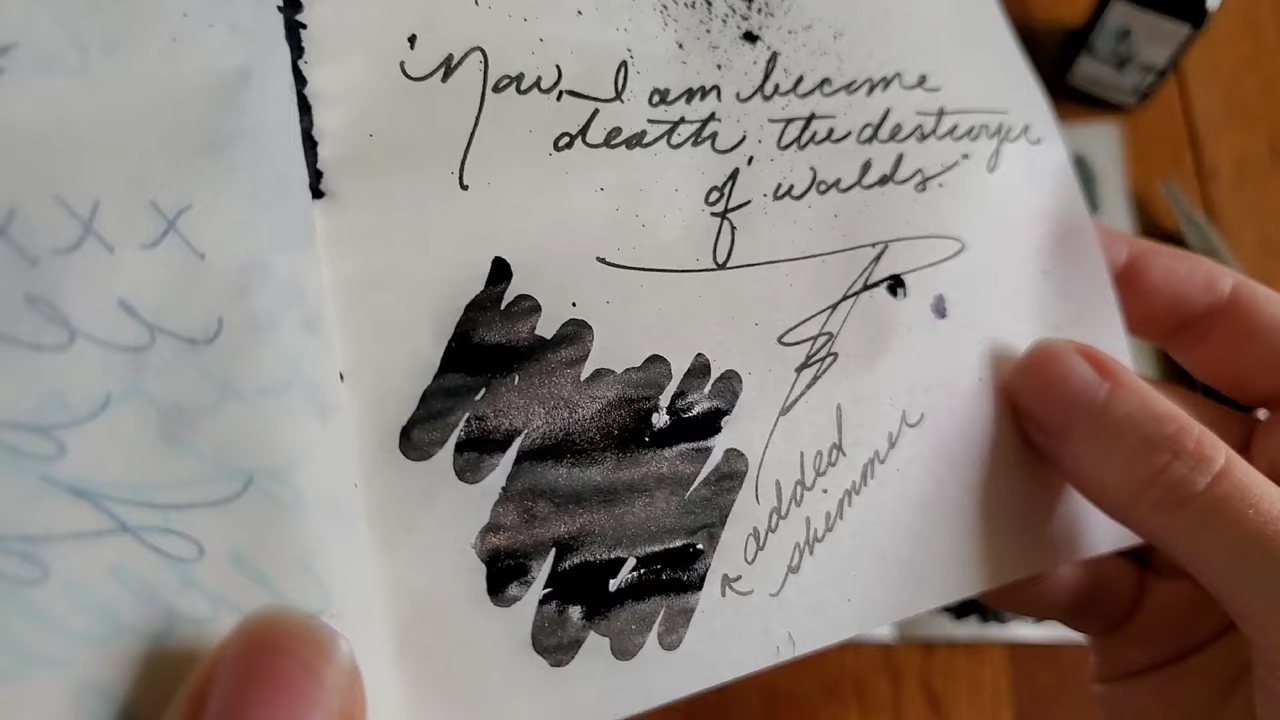 "Now, I am become
death, the destroyer
of worlds."
added
shimmer
x x x